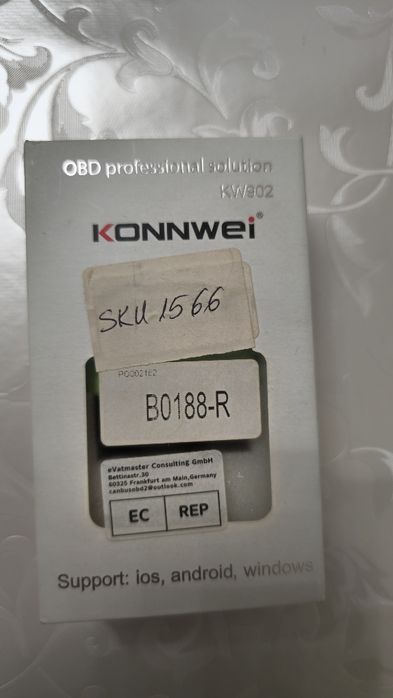 OBD professional solution
KW902
KONNWEI®
SKU 1566
PO002162
B0188-R
eVatmaster Consulting GmbH
Bettinastr.30
60325 Frankfurt am Main,Germany
canbusobd2@outlook.com
EC REP
Support: ios, android, windows